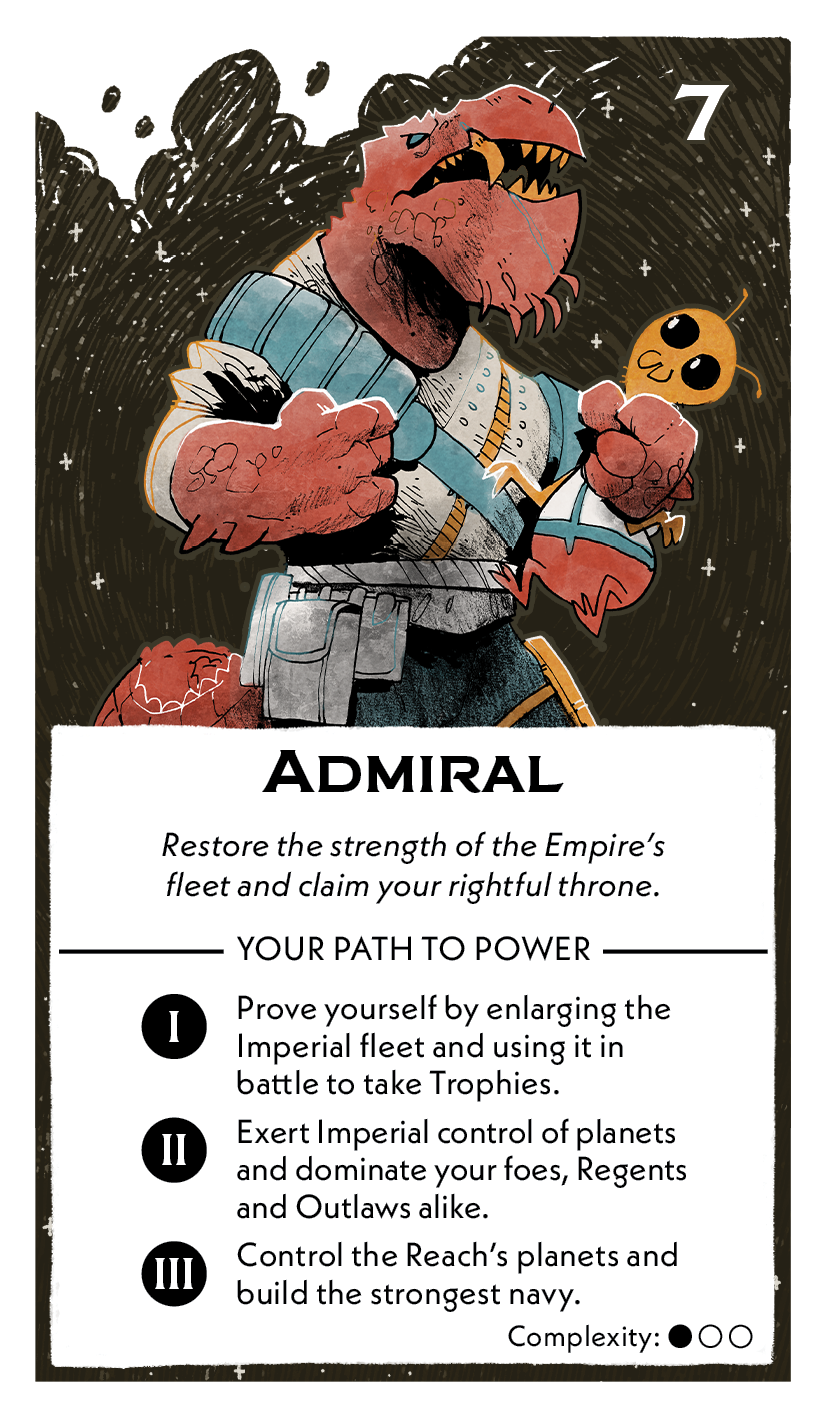 7
ADMIRAL
Restore the strength of the Empire's
fleet and claim your rightful throne.
YOUR PATH TO POWER
I
Prove yourself by enlarging the
Imperial fleet and using it in
battle to take Trophies.
II
Exert Imperial control of planets
and dominate your foes, Regents
and Outlaws alike.
III
Control the Reach's planets and
build the strongest navy.
Complexity: